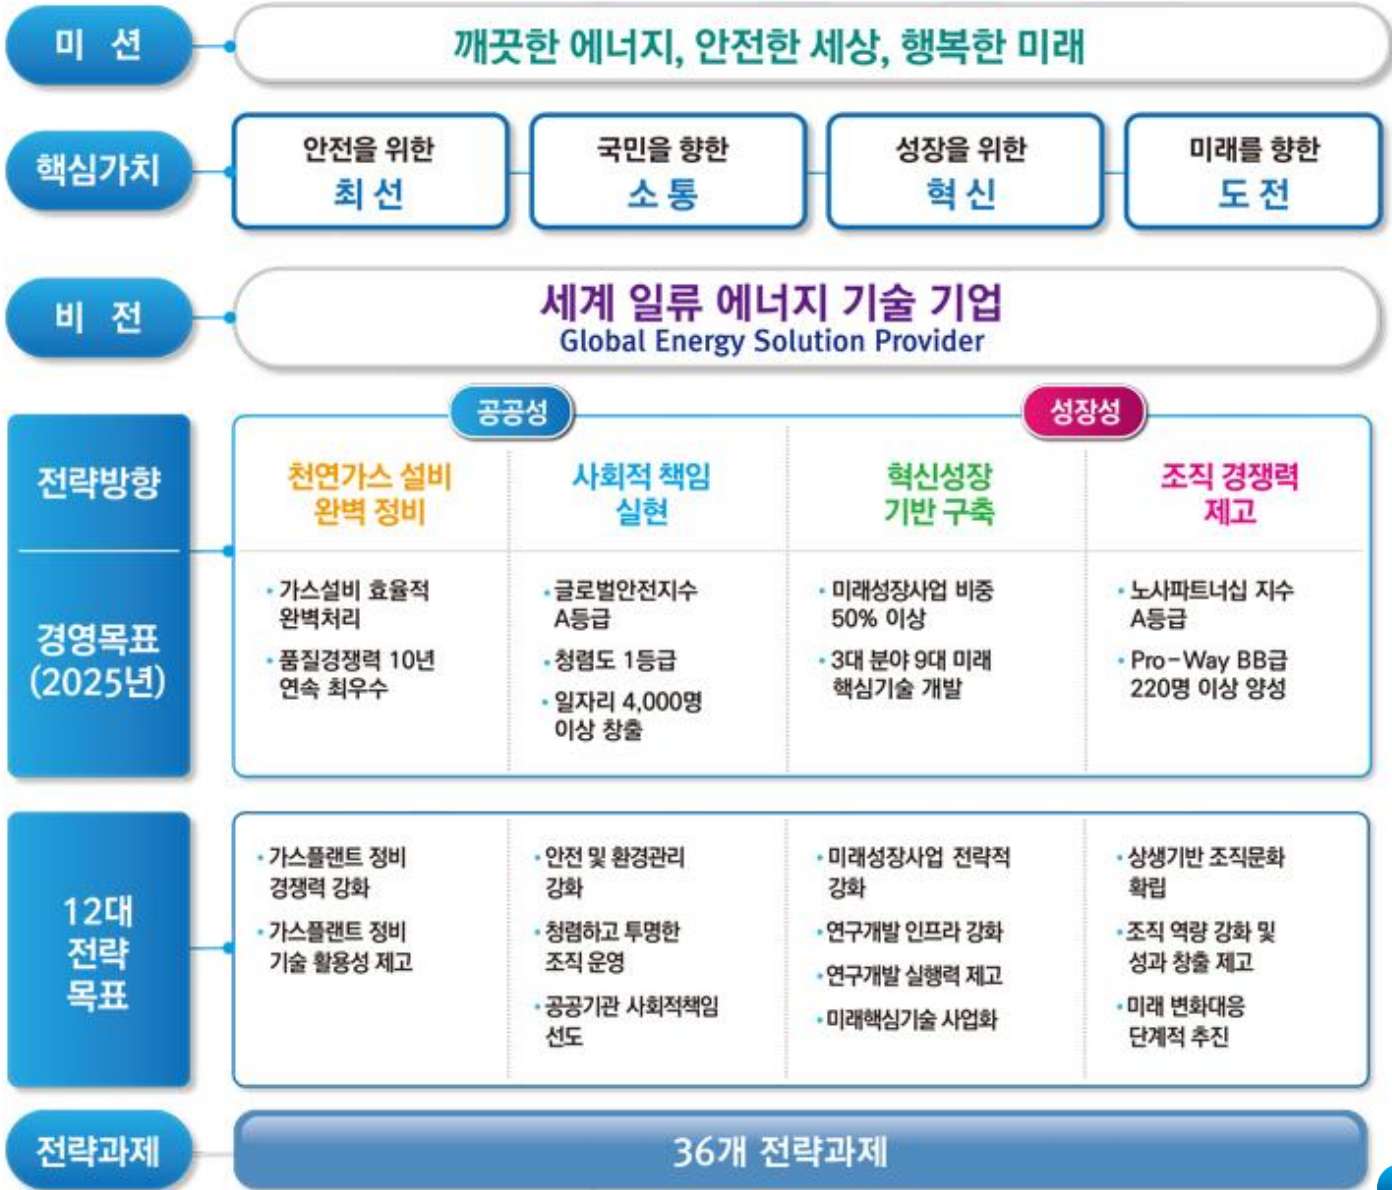 미 션
깨끗한 에너지, 안전한 세상, 행복한 미래
핵심가치
안전을 위한
최 선
국민을 향한
소 통
성장을 위한
혁 신
미래를 향한
도 전
비 전
세계 일류 에너지 기술 기업
Global Energy Solution Provider
공공성
성장성
전략방향
천연가스 설비
완벽 정비
사회적 책임
실현
혁신성장
기반 구축
조직 경쟁력
제고
경영목표
(2025년)
• 가스설비 효율적
완벽처리
• 품질경쟁력 10년
연속 최우수
• 글로벌안전지수
A등급
• 청렴도 1등급
• 일자리 4,000명
이상 창출
• 미래성장사업 비중
50% 이상
• 3대 분야 9대 미래
핵심기술 개발
• 노사파트너십 지수
A등급
• Pro-Way BB급
220명 이상 양성
12대
전략
목표
• 가스플랜트 정비
경쟁력 강화
• 가스플랜트 정비
기술 활용성 제고
• 안전 및 환경관리
강화
• 청렴하고 투명한
조직 운영
• 공공기관 사회적책임
선도
• 미래성장사업 전략적
강화
• 연구개발 인프라 강화
• 연구개발 실행력 제고
• 미래핵심기술 사업화
• 상생기반 조직문화
확립
• 조직 역량 강화 및
성과 창출 제고
• 미래 변화대응
단계적 추진
전략과제
36개 전략과제